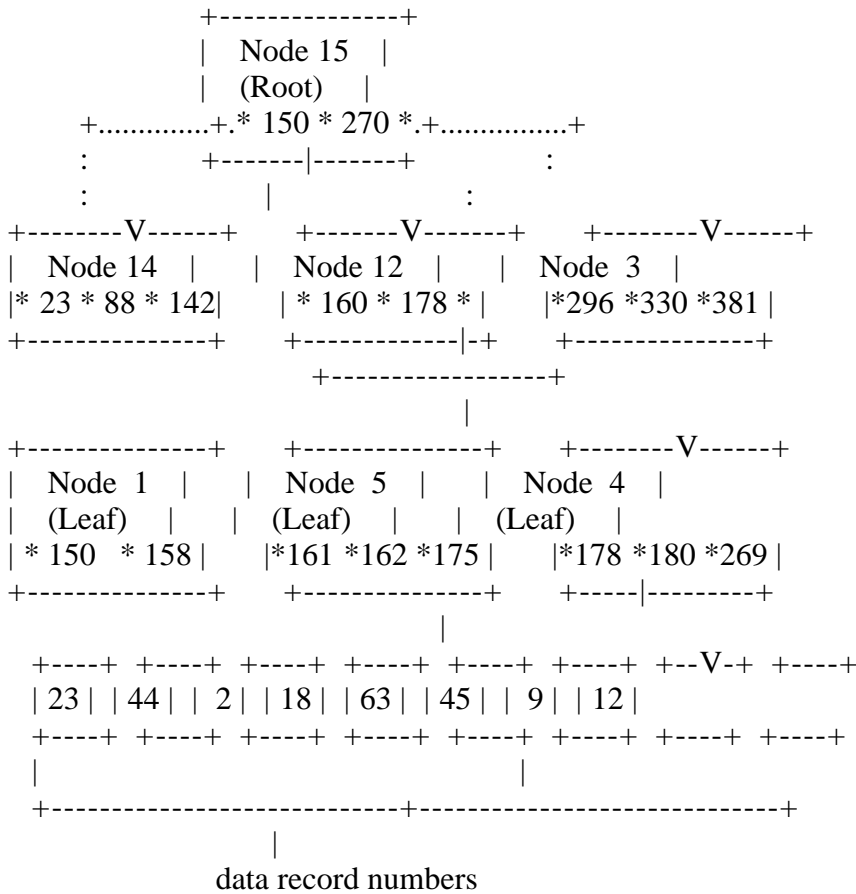 +---------------+
| Node 15 |
| (Root) |
+..............+.* 150 * 270 *.+................+
: +-------|-------+ :
: | :
+--------V------+ +-------V-------+ +--------V------+
| Node 14 | | Node 12 | | Node 3 |
|* 23 * 88 * 142| | * 160 * 178 * | |*296 *330 *381 |
+---------------+ +-------------|-+ +---------------+
+------------------+
|
+---------------+ +---------------+ +--------V------+
| Node 1 | | Node 5 | | Node 4 |
| (Leaf) | | (Leaf) | | (Leaf) |
| * 150 * 158 | |*161 *162 *175 | |*178 *180 *269 |
+---------------+ +---------------+ +-----|---------+
|
+----+ +----+ +----+ +----+ +----+ +----+ +--V-+ +----+
| 23 | | 44 | | 2 | | 18 | | 63 | | 45 | | 9 | | 12 |
+----+ +----+ +----+ +----+ +----+ +----+ +----+ +----+
| |
+-----------------------------+------------------------------+
|
data record numbers